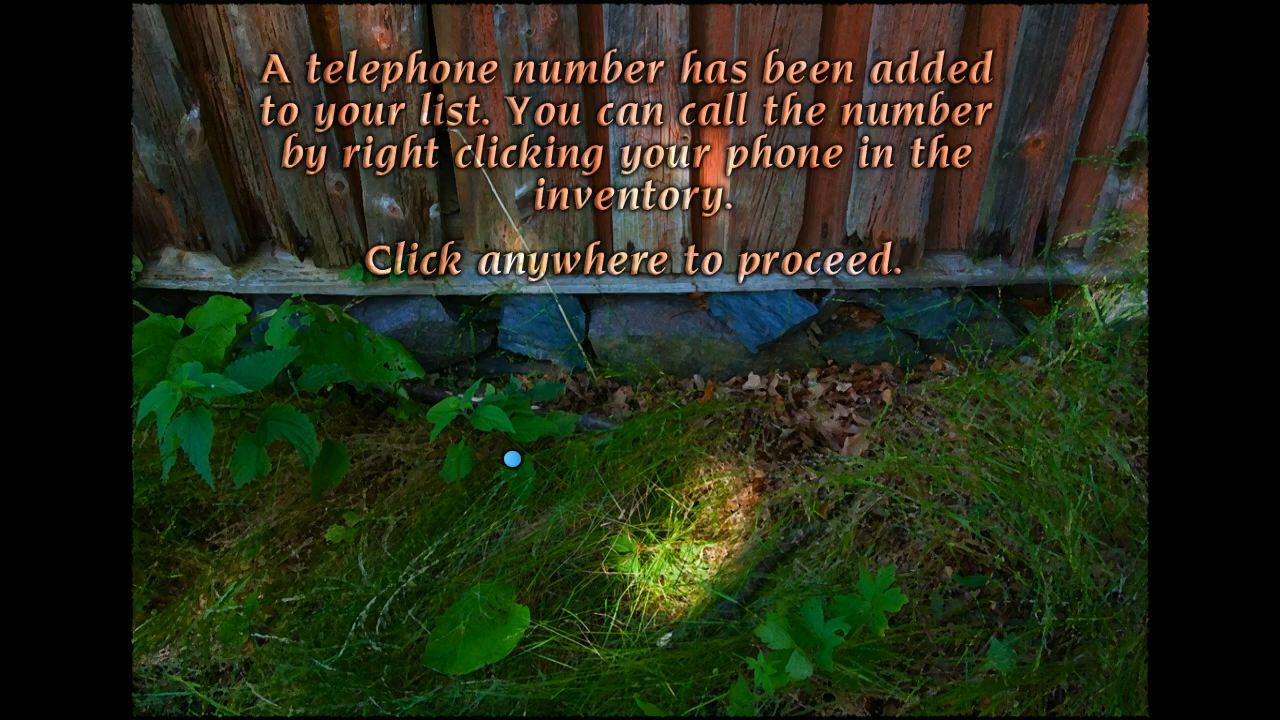 A telephone number has been added
to your list. You can call the number
by right clicking your phone in the
inventory.
Click anywhere to proceed.